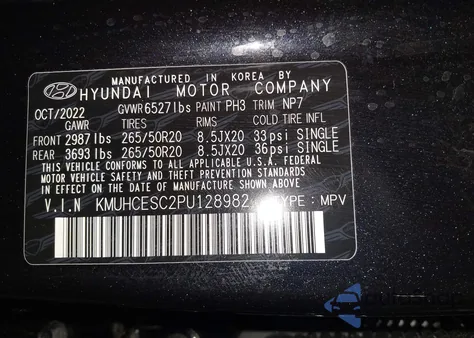 MANUFACTURED IN KOREA BY
HYUNDAI MOTOR COMPANY
OCT/2022 GVWR 6527lbs PAINT PH3 TRIM NP7
GAWR TIRES RIMS COLD TIRE INFL
FRONT 2987lbs 265/50R20 8.5JX20 33psi SINGLE
REAR 3693lbs 265/50R20 8.5JX20 36psi SINGLE
THIS VEHICLE CONFORMS TO ALL APPLICABLE U.S.A. FEDERAL
MOTOR VEHICLE SAFETY AND THEFT PREVENTION STANDARDS
IN EFFECT ON THE DATE OF MANUFACTURE SHOWN ABOVE.
V.I.N KMUHCESC2PU128982 TYPE : MPV